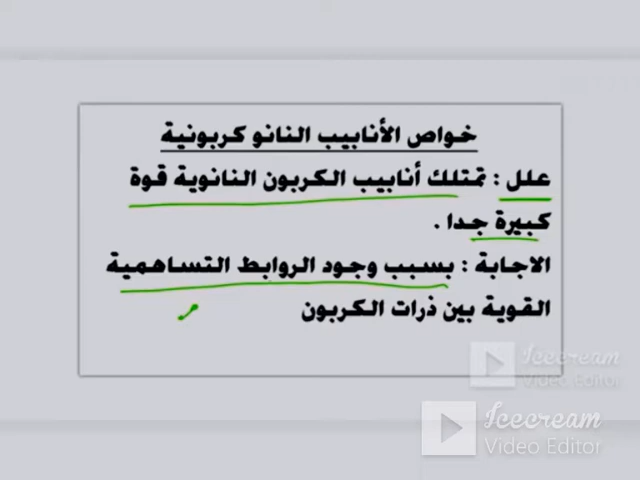 خواص الأنابيب النانو كربونية
علل : تمتلك أنابيب الكربون النانوية قوة
كبيرة جدا .
الاجابة : بسبب وجود الروابط التساهمية
القوية بين ذرات الكربون
Icecream
Video Editor
Icecream
Video Editor